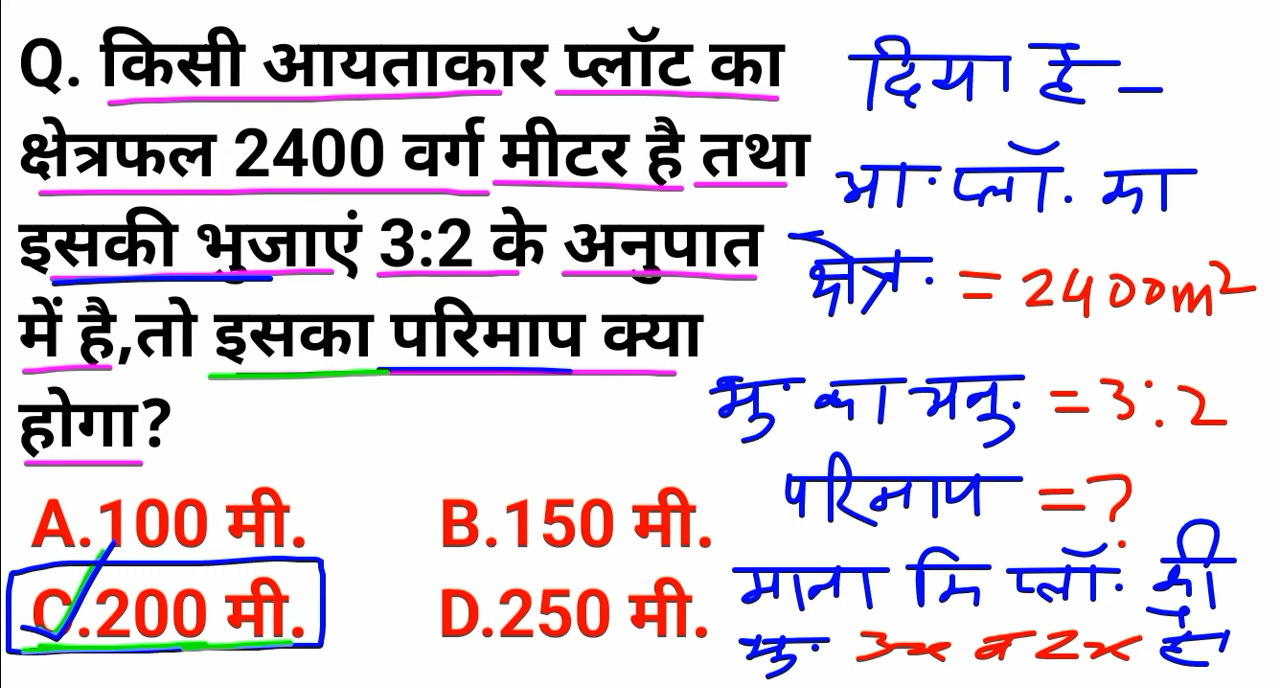 Q. किसी आयताकार प्लॉट का
क्षेत्रफल 2400 वर्ग मीटर है तथा
इसकी भुजाएं 3:2 के अनुपात
में है,तो इसका परिमाप क्या
होगा?
A.100 मी. B.150 मी.
C.200 मी. D.250 मी.
दिया है –
आ. प्लॉ. का
क्षेत्र. = 2400m²
भु. का अनु. = 3:2
परिमाप = ?
माना कि प्लॉ. की
भु. 3x व 2x है।